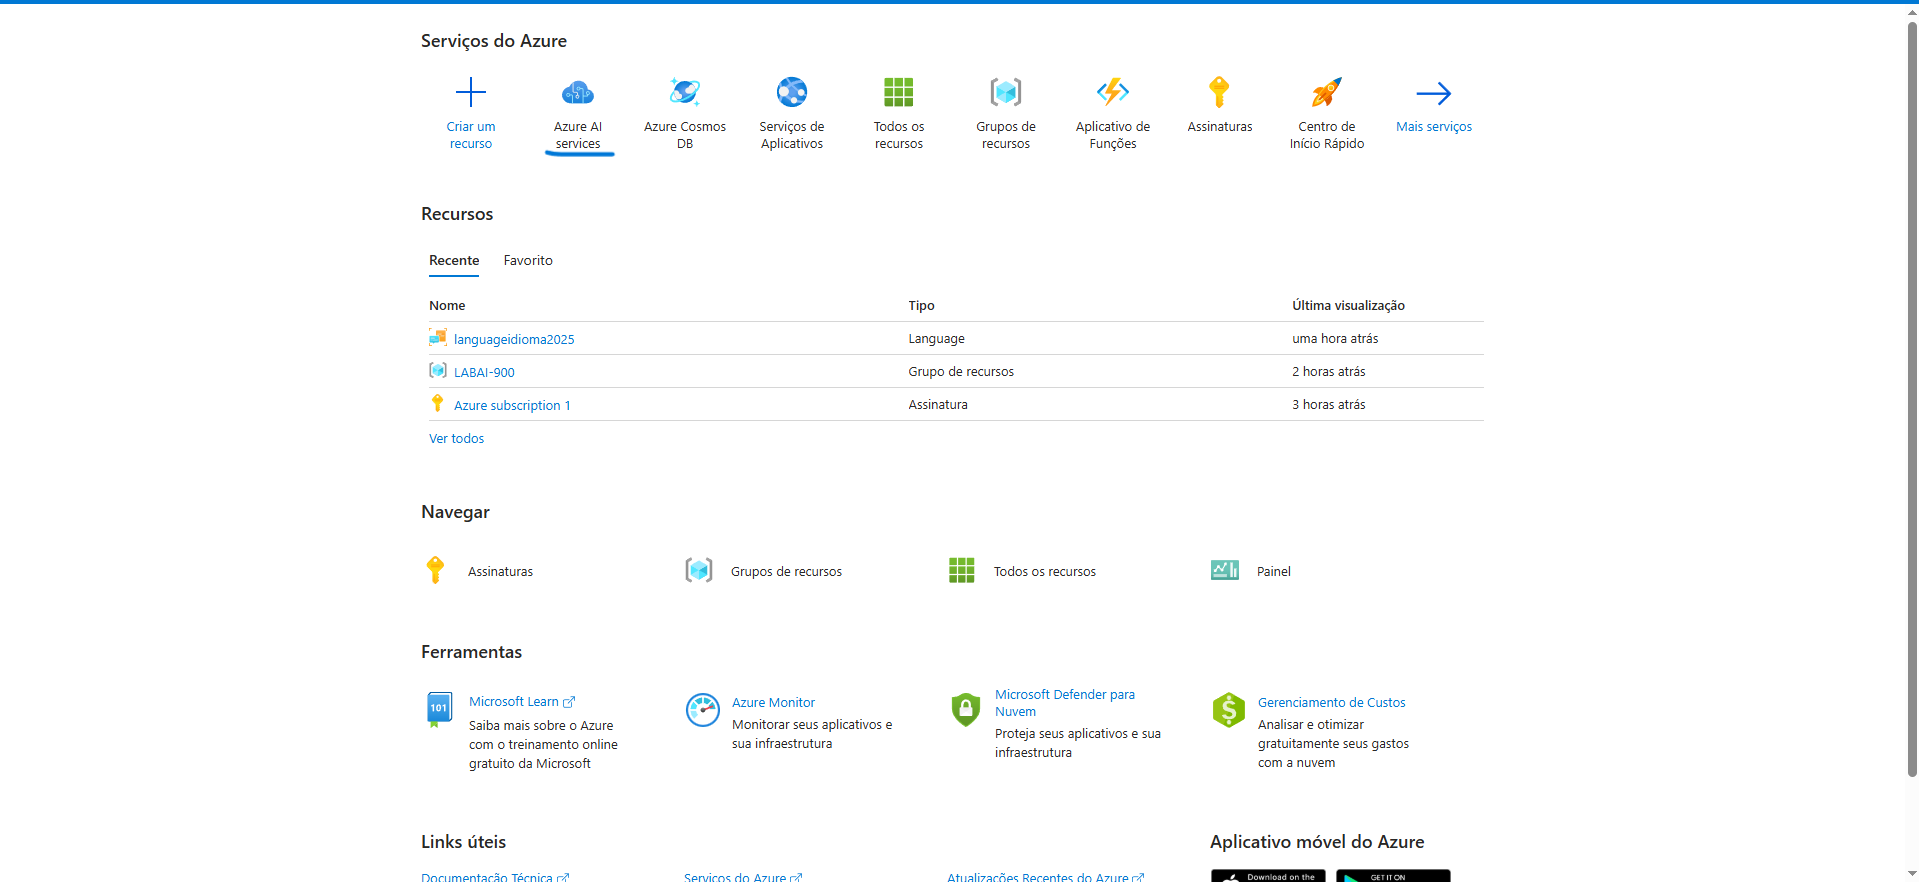 Serviços do Azure
Criar um
recurso
Azure AI
services
Azure Cosmos
DB
Serviços de
Aplicativos
Todos os
recursos
Grupos de
recursos
Aplicativo de
Funções
Assinaturas
Centro de
Início Rápido
Mais serviços
Recursos
Recente Favorito
Nome Tipo Última visualização
languageidioma2025 Language uma hora atrás
LABAI-900 Grupo de recursos 2 horas atrás
Azure subscription 1 Assinatura 3 horas atrás
Ver todos
Navegar
Assinaturas Grupos de recursos Todos os recursos Painel
Ferramentas
101
Microsoft Learn
Saiba mais sobre o Azure
com o treinamento online
gratuito da Microsoft
Azure Monitor
Monitorar seus aplicativos e
sua infraestrutura
Microsoft Defender para
Nuvem
Proteja seus aplicativos e sua
infraestrutura
$
Gerenciamento de Custos
Analisar e otimizar
gratuitamente seus gastos
com a nuvem
Links úteis Aplicativo móvel do Azure
Documentação Técnica Serviços do Azure Atualizações Recentes do Azure Download on the GET IT ON